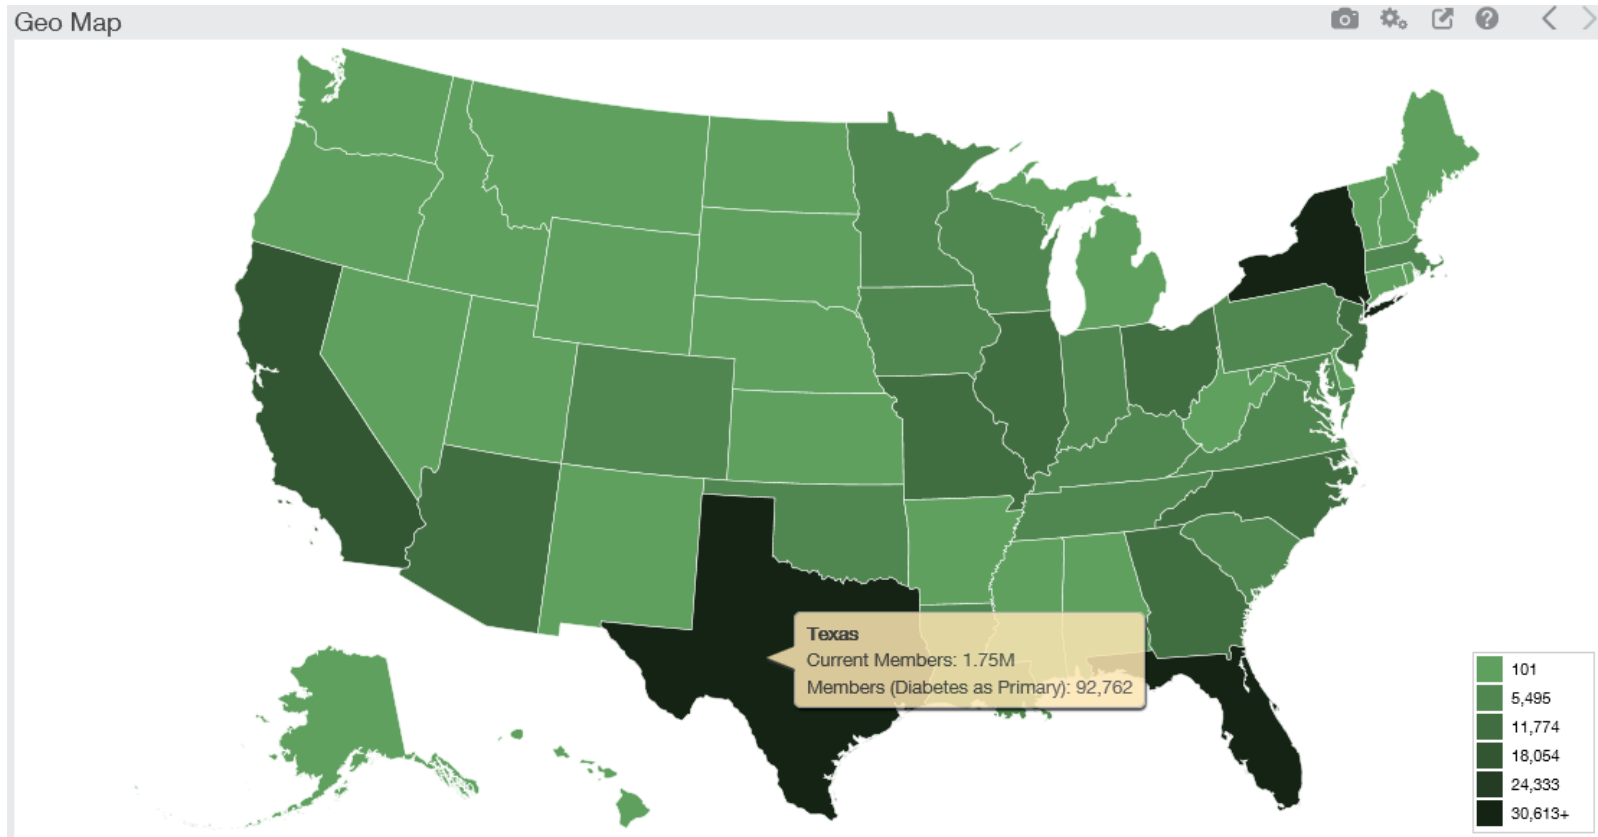 Geo Map
Texas
Current Members: 1.75M
Members (Diabetes as Primary): 92,762
101
5,495
11,774
18,054
24,333
30,613+